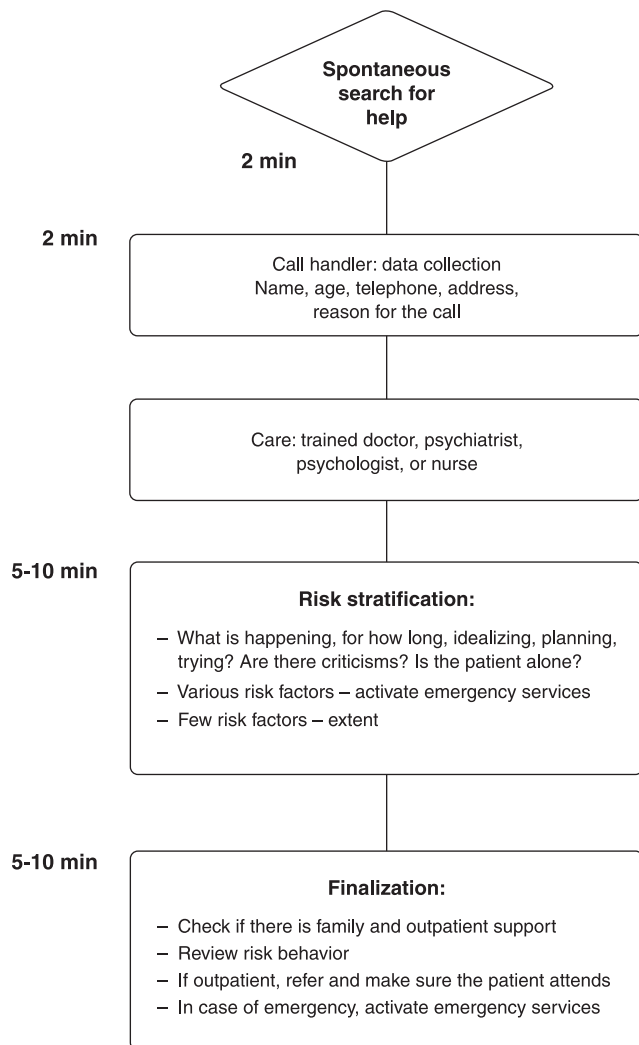 Spontaneous
search for
help
2 min
2 min
Call handler: data collection
Name, age, telephone, address,
reason for the call
Care: trained doctor, psychiatrist,
psychologist, or nurse
5-10 min
Risk stratification:
– What is happening, for how long, idealizing, planning,
trying? Are there criticisms? Is the patient alone?
– Various risk factors – activate emergency services
– Few risk factors – extent
5-10 min
Finalization:
– Check if there is family and outpatient support
– Review risk behavior
– If outpatient, refer and make sure the patient attends
– In case of emergency, activate emergency services